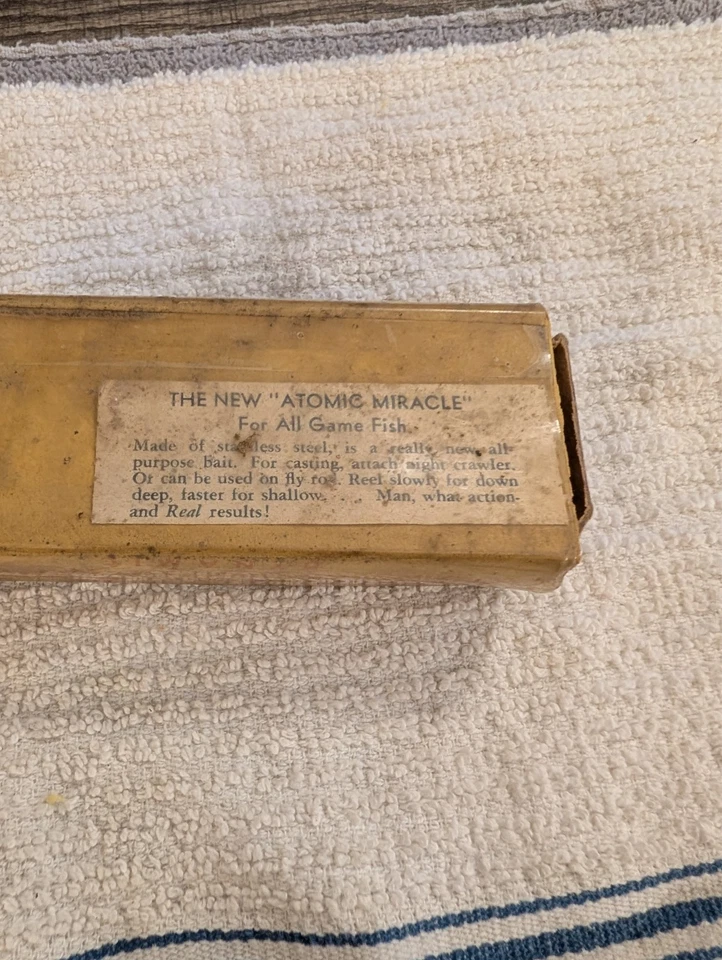 THE NEW "ATOMIC MIRACLE"
For All Game Fish.
Made of stainless steel, is a really new all-
purpose bait. For casting, attach night crawler.
Or can be used on fly rod. Reel slowly for down
deep, faster for shallow. . . . Man, what action-
and Real results!